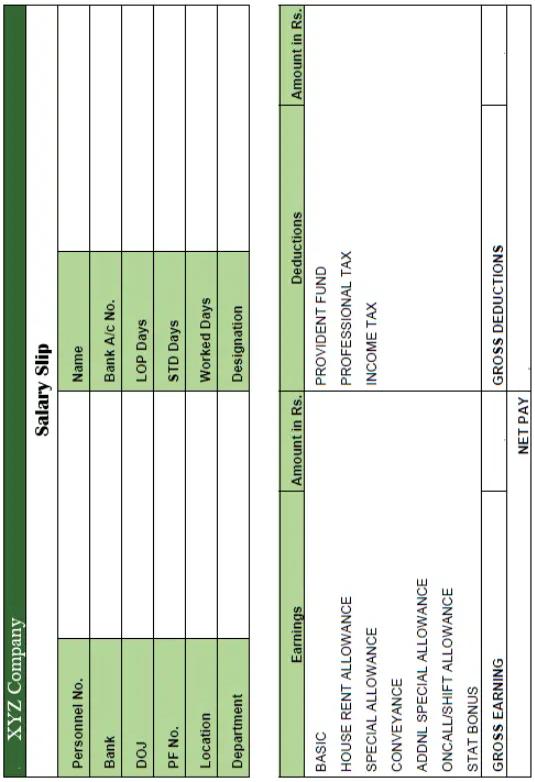 XYZ Company
Salary Slip
Personnel No. Name
Bank Bank A/c No.
DOJ LOP Days
PF No. STD Days
Location Worked Days
Department Designation
Earnings Amount in Rs. Deductions Amount in Rs.
BASIC PROVIDENT FUND
HOUSE RENT ALLOWANCE PROFESSIONAL TAX
SPECIAL ALLOWANCE INCOME TAX
CONVEYANCE
ADDNL SPECIAL ALLOWANCE
ONCALL/SHIFT ALLOWANCE
STAT BONUS
GROSS EARNING GROSS DEDUCTIONS
NET PAY